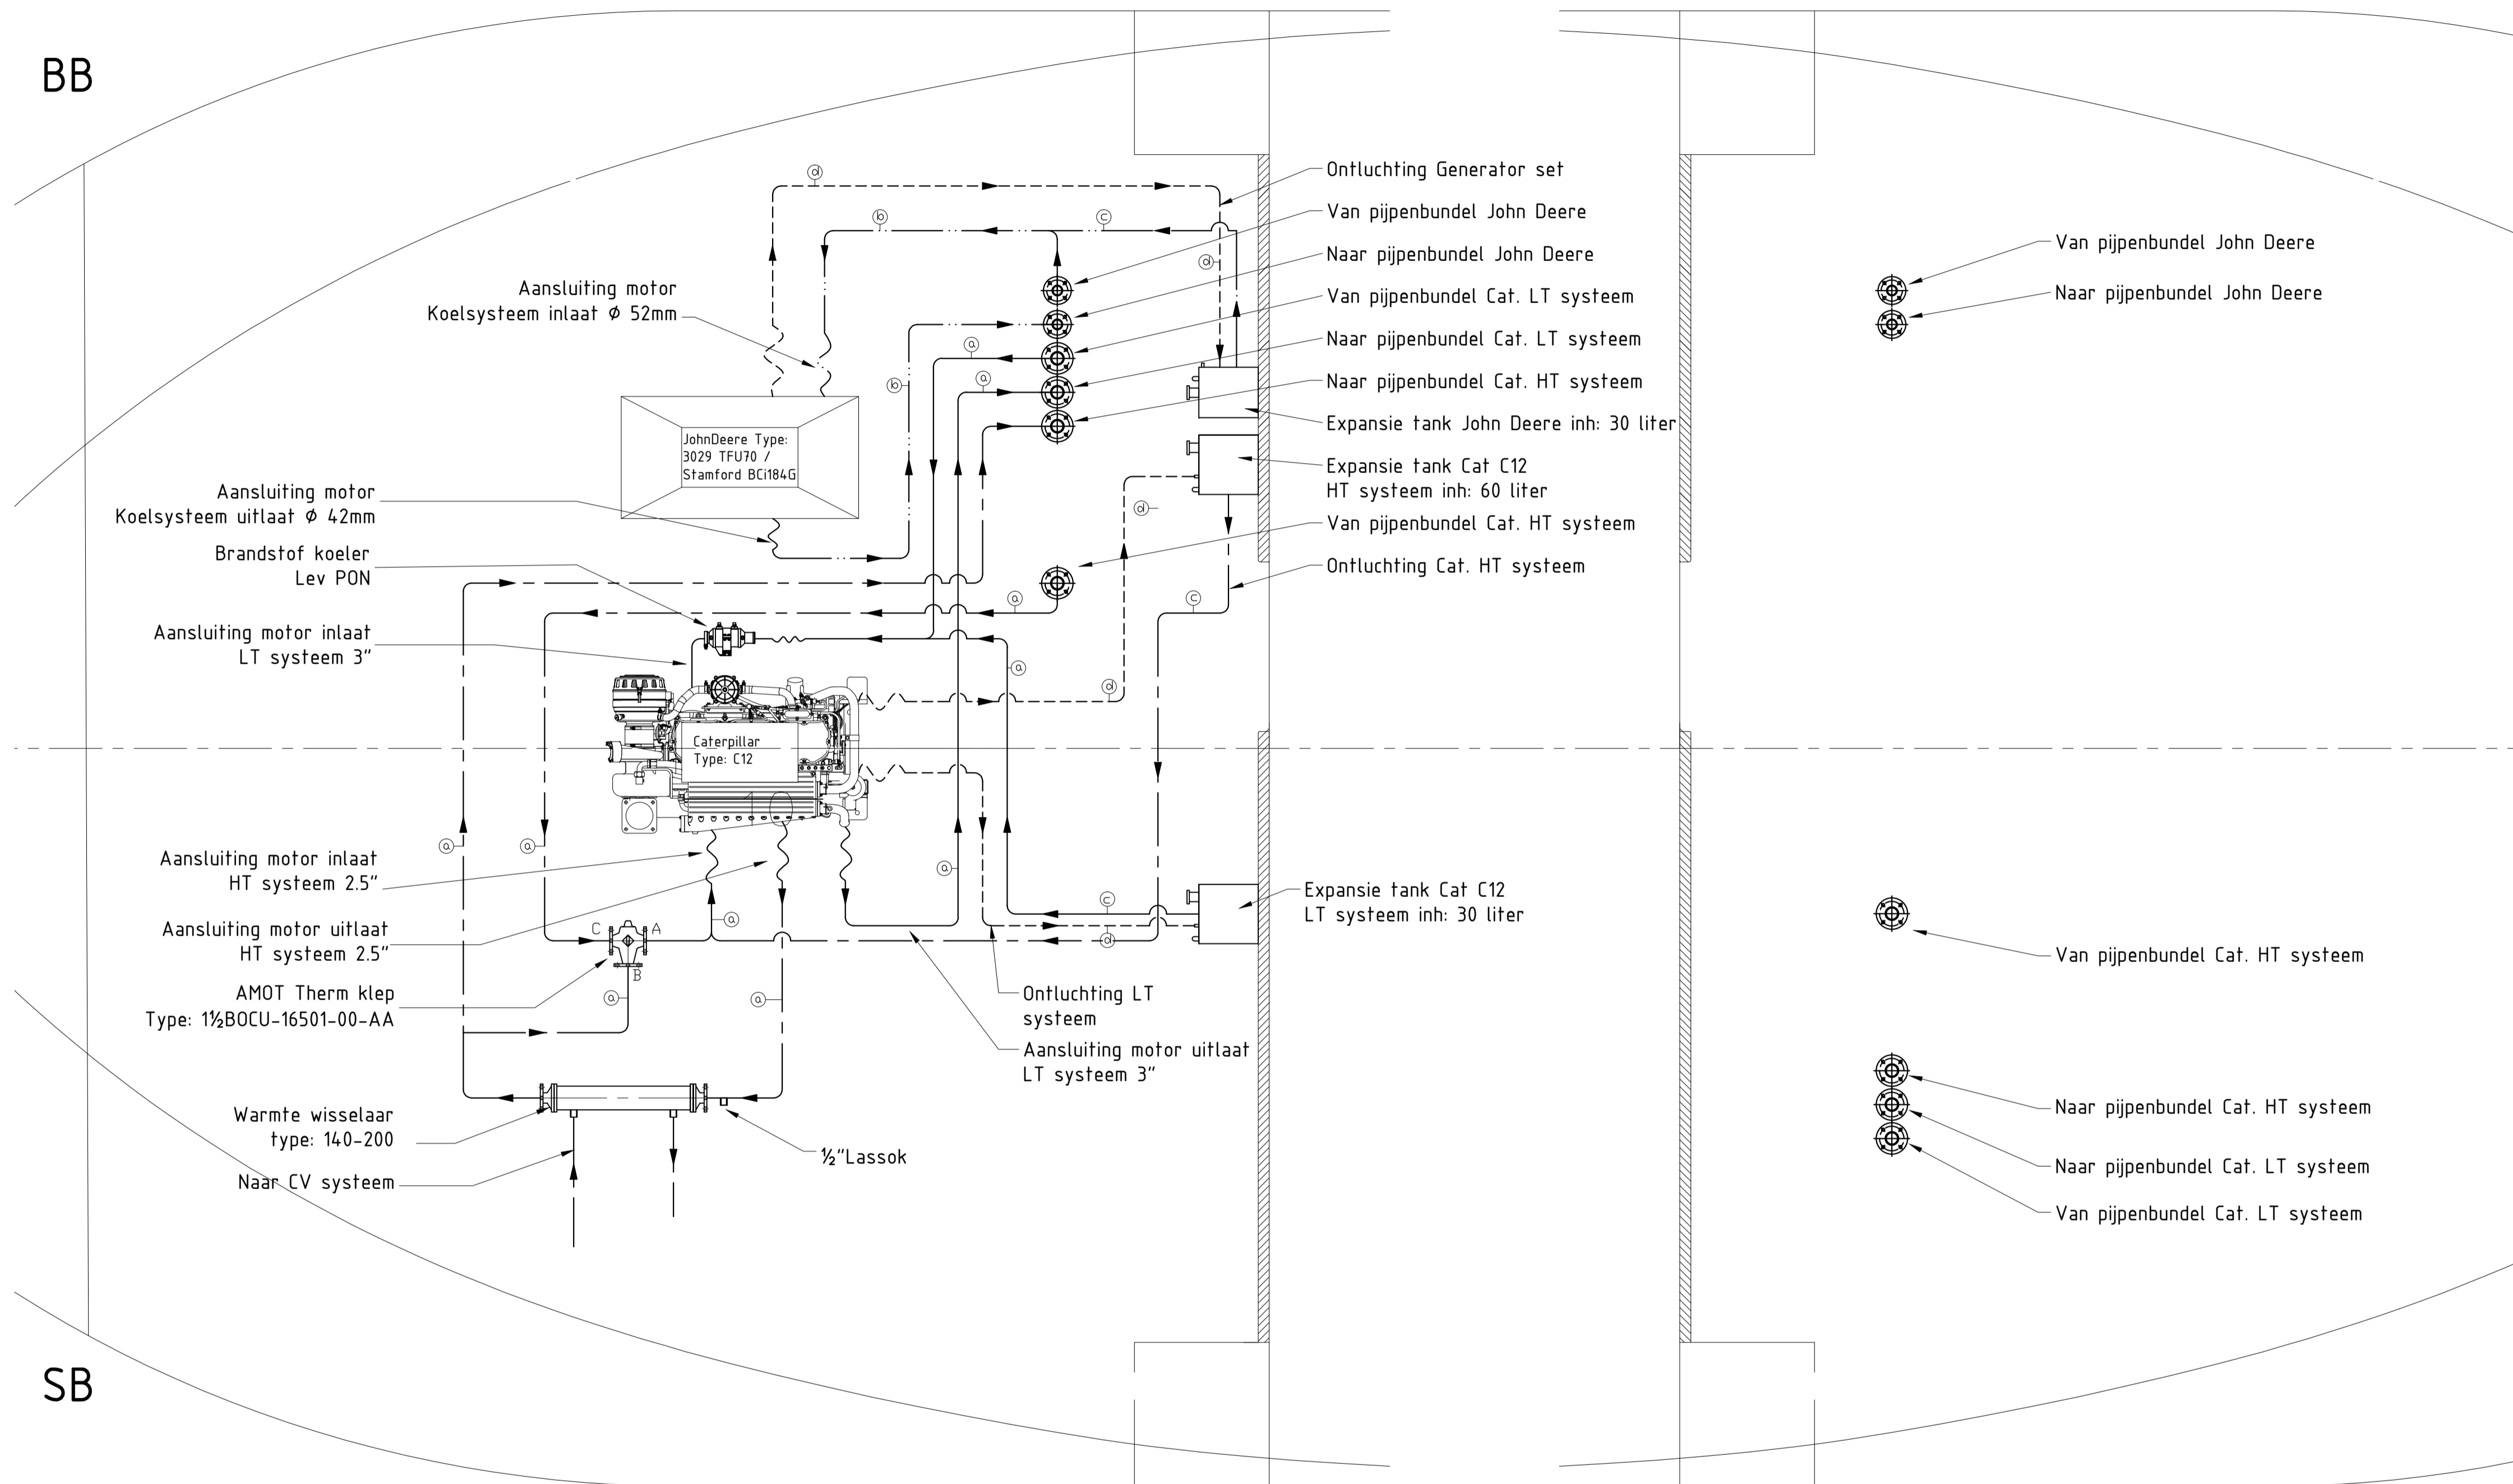 BB
Ontluchting Generator set
Van pijpenbundel John Deere
Naar pijpenbundel John Deere
Van pijpenbundel Cat. LT systeem
Naar pijpenbundel Cat. LT systeem
Naar pijpenbundel Cat. HT systeem
Expansie tank John Deere inh: 30 liter
Expansie tank Cat C12
HT systeem inh: 60 liter
Van pijpenbundel Cat. HT systeem
Ontluchting Cat. HT systeem
Van pijpenbundel John Deere
Naar pijpenbundel John Deere
d
b
c
d
Aansluiting motor
Koelsysteem inlaat Ø 52mm
a
b
a
JohnDeere Type:
3029 TFU70 /
Stamford BCi184G
Aansluiting motor
Koelsysteem uitlaat Ø 42mm
d
Brandstof koeler
Lev PON
a
c
Aansluiting motor inlaat
LT systeem 3"
a
d
Caterpillar
Type: C12
a
a
Aansluiting motor inlaat
HT systeem 2.5"
a
Expansie tank Cat C12
LT systeem inh: 30 liter
c
a
Aansluiting motor uitlaat
HT systeem 2.5"
C
A
d
B
a
a
AMOT Therm klep
Type: 1½BOCU-16501-00-AA
Ontluchting LT
systeem
Aansluiting motor uitlaat
LT systeem 3"
Warmte wisselaar
type: 140-200
½"Lassok
Naar CV systeem
Van pijpenbundel Cat. HT systeem
Naar pijpenbundel Cat. HT systeem
Naar pijpenbundel Cat. LT systeem
Van pijpenbundel Cat. LT systeem
SB